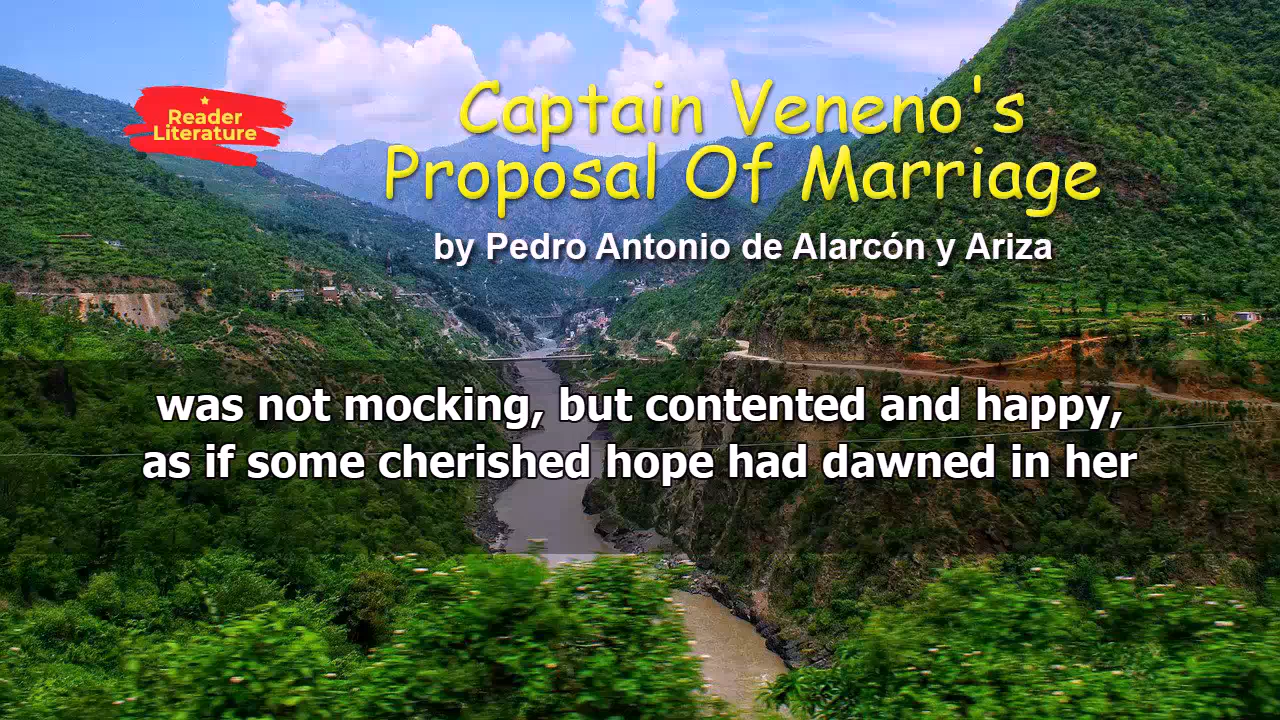 Reader
Literature
Captain Veneno's
Proposal Of Marriage
by Pedro Antonio de Alarcón y Ariza
was not mocking, but contented and happy,
as if some cherished hope had dawned in her